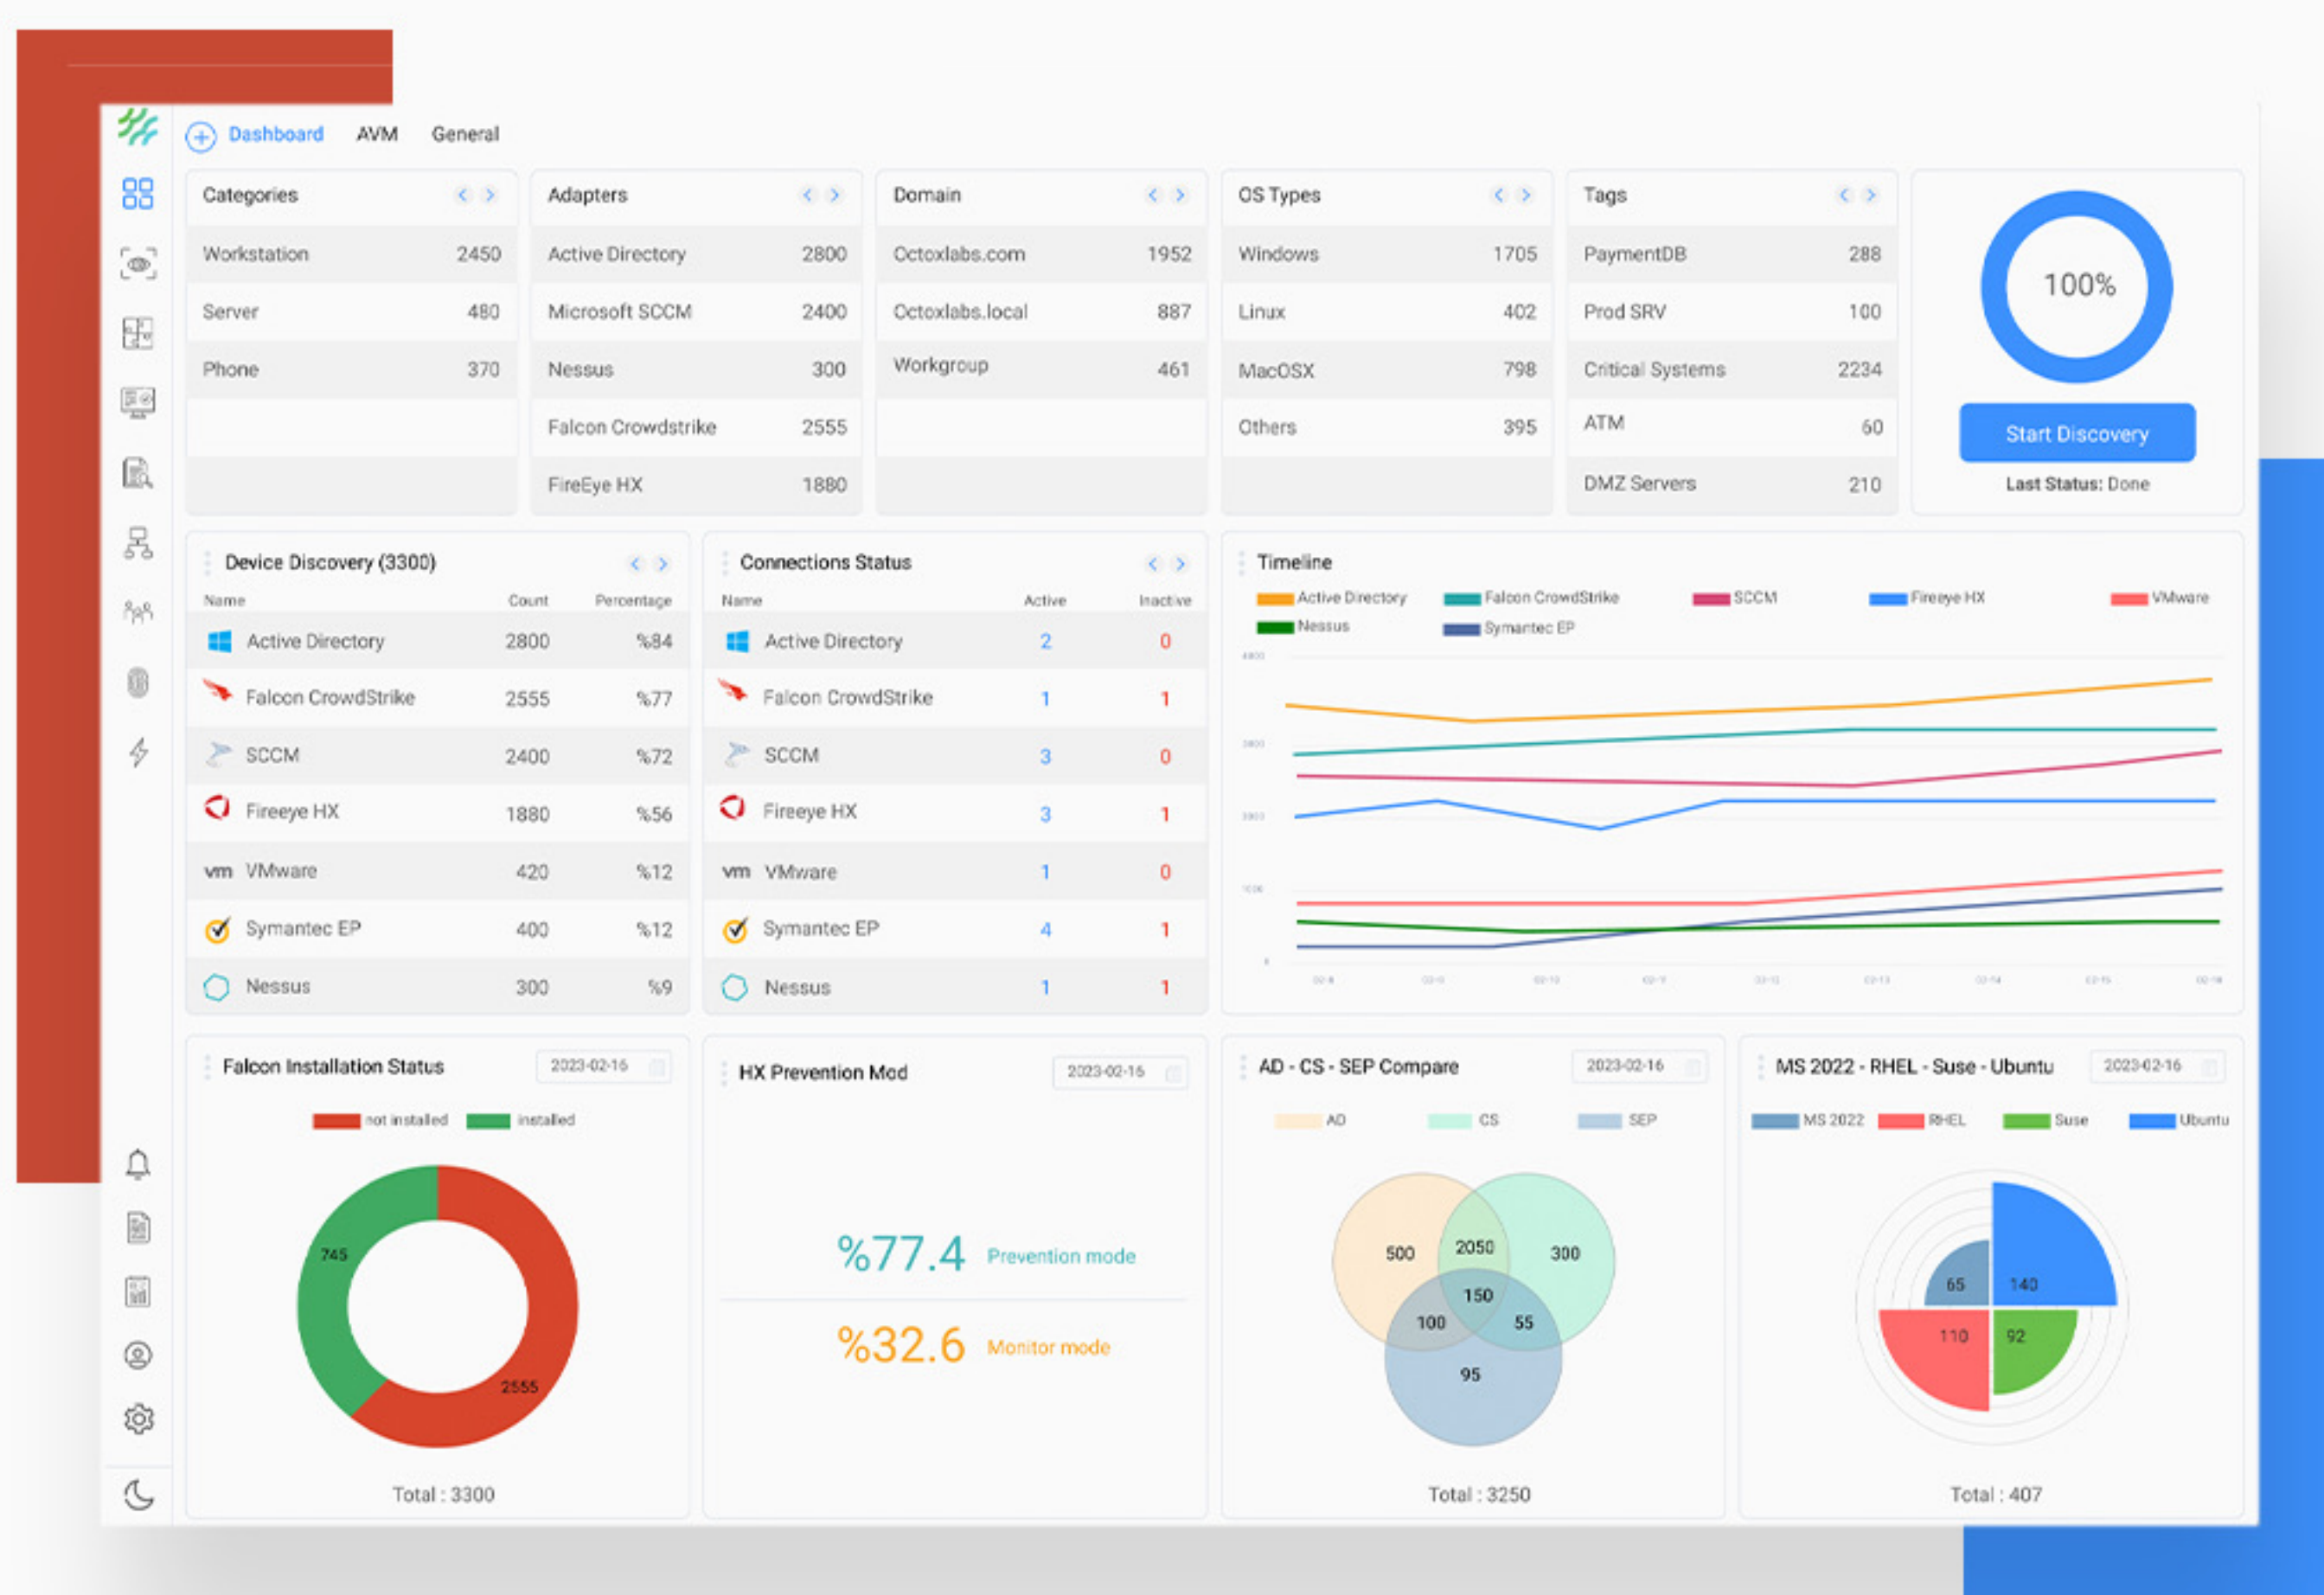 Dashboard AVM General
Categories
Workstation 2450
Server 480
Phone 370
Adapters
Active Directory 2800
Microsoft SCCM 2400
Nessus 300
Falcon Crowdstrike 2555
FireEye HX 1880
Domain
Octoxlabs.com 1952
Octoxlabs.local 887
Workgroup 461
OS Types
Windows 1705
Linux 402
MacOSX 798
Others 395
Tags
PaymentDB 288
Prod SRV 100
Critical Systems 2234
ATM 60
DMZ Servers 210
100%
Start Discovery
Last Status: Done
Device Discovery (3300)
Name Count Percentage
Active Directory 2800 %84
Falcon CrowdStrike 2555 %77
SCCM 2400 %72
Fireeye HX 1880 %56
vm VMware 420 %12
Symantec EP 400 %12
Nessus 300 %9
Connections Status
Name Active Inactive
Active Directory 2 0
Falcon CrowdStrike 1 1
SCCM 3 0
Fireeye HX 3 1
vm VMware 1 0
Symantec EP 4 1
Nessus 1 1
Timeline
Active Directory Falcon CrowdStrike SCCM Fireeye HX VMware
Nessus Symantec EP
Falcon Installation Status 2023-02-16
not installed installed
745
2555
Total : 3300
HX Prevention Mod 2023-02-16
%77.4 Prevention mode
%32.6 Monitor mode
AD - CS - SEP Compare 2023-02-16
AD CS SEP
500 2050 300
150
100 55
95
Total : 3250
MS 2022 - RHEL - Suse - Ubuntu 2023-02-16
MS 2022 RHEL Suse Ubuntu
65 140
110 92
Total : 407